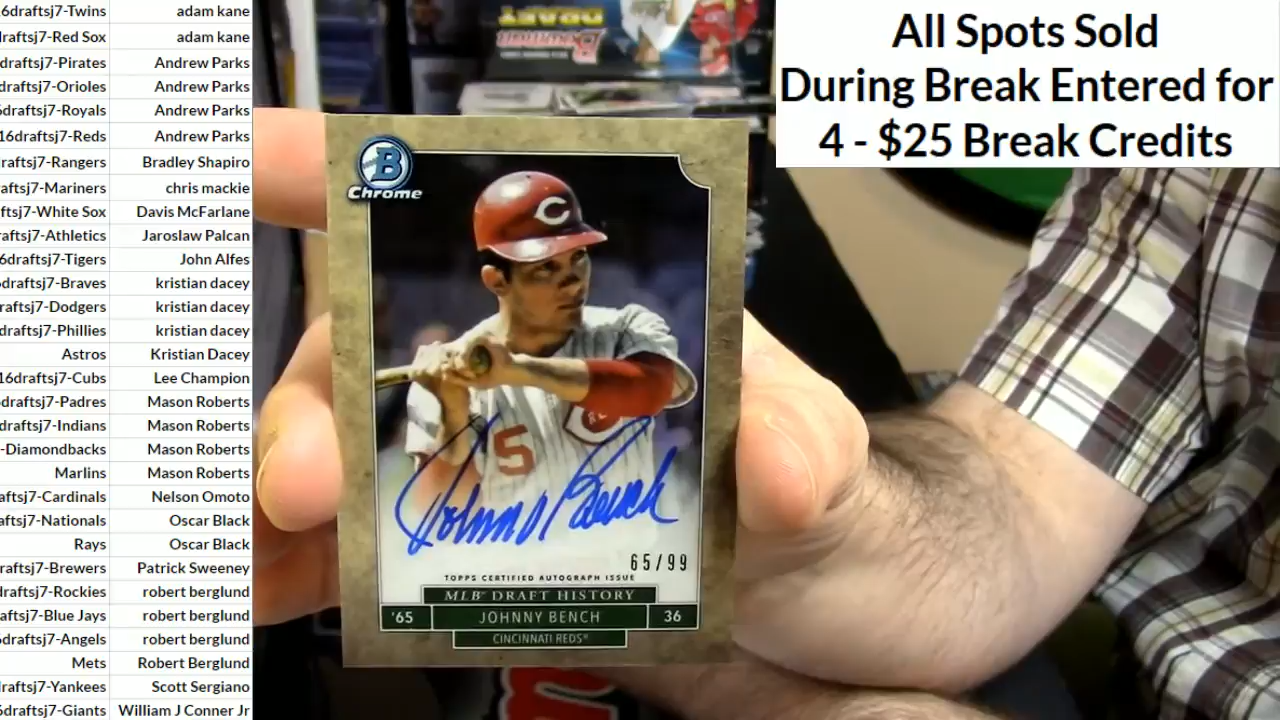 6draftsj7-Twins adam kane
draftsj7-Red Sox adam kane
draftsj7-Pirates Andrew Parks
draftsj7-Orioles Andrew Parks
6draftsj7-Royals Andrew Parks
16draftsj7-Reds Andrew Parks
raftsj7-Rangers Bradley Shapiro
aftsj7-Mariners chris mackie
ftsj7-White Sox Davis McFarlane
raftsj7-Athletics Jaroslaw Palcan
6draftsj7-Tigers John Alfes
draftsj7-Braves kristian dacey
raftsj7-Dodgers kristian dacey
draftsj7-Phillies kristian dacey
Astros Kristian Dacey
16draftsj7-Cubs Lee Champion
draftsj7-Padres Mason Roberts
draftsj7-Indians Mason Roberts
-Diamondbacks Mason Roberts
Marlins Mason Roberts
aftsj7-Cardinals Nelson Omoto
aftsj7-Nationals Oscar Black
Rays Oscar Black
raftsj7-Brewers Patrick Sweeney
draftsj7-Rockies robert berglund
aftsj7-Blue Jays robert berglund
6draftsj7-Angels robert berglund
Mets Robert Berglund
raftsj7-Yankees Scott Sergiano
6draftsj7-Giants William J Conner Jr
All Spots Sold
During Break Entered for
4 - $25 Break Credits
DRAFT
Bowman
B
Chrome
C
5
Johnny Bench
65/99
TOPPS CERTIFIED AUTOGRAPH ISSUE
MLB® DRAFT HISTORY
'65 JOHNNY BENCH 36
CINCINNATI REDS®